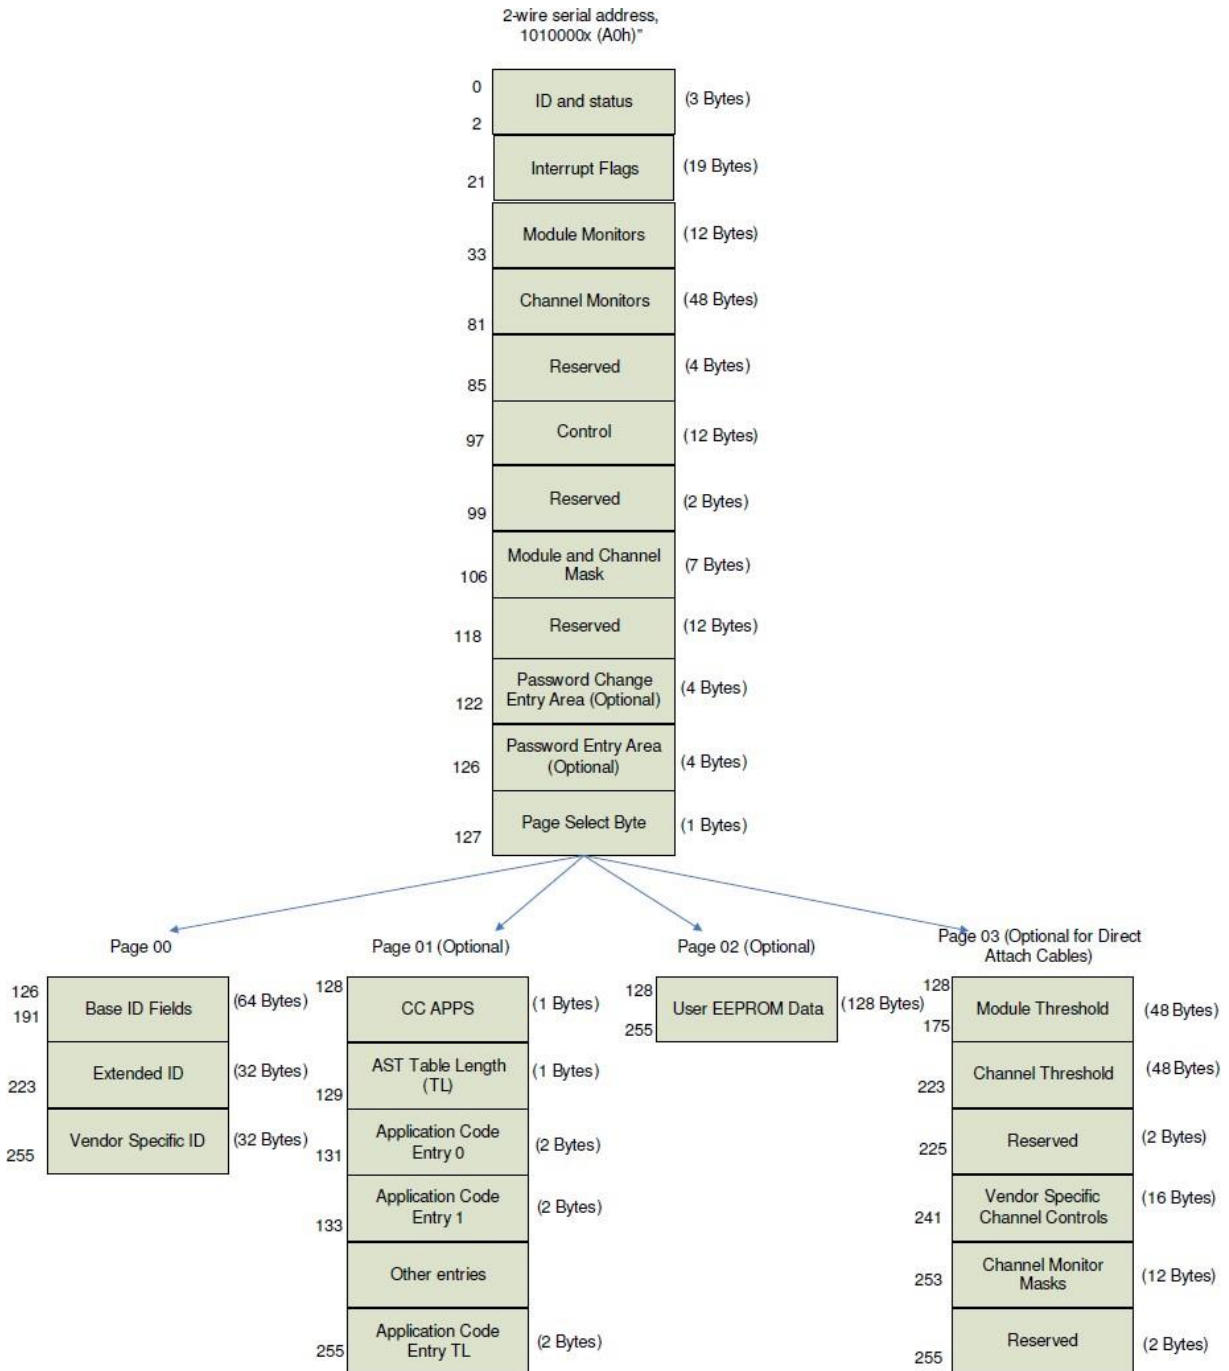 2-wire serial address,
1010000x (A0h)"
0
2
ID and status
(3 Bytes)
21
Interrupt Flags
(19 Bytes)
33
Module Monitors
(12 Bytes)
81
Channel Monitors
(48 Bytes)
85
Reserved
(4 Bytes)
97
Control
(12 Bytes)
99
Reserved
(2 Bytes)
106
Module and Channel
Mask
(7 Bytes)
118
Reserved
(12 Bytes)
122
Password Change
Entry Area (Optional)
(4 Bytes)
126
Password Entry Area
(Optional)
(4 Bytes)
127
Page Select Byte
(1 Bytes)
Page 00
126
191
Base ID Fields
(64 Bytes)
223
Extended ID
(32 Bytes)
255
Vendor Specific ID
(32 Bytes)
Page 01 (Optional)
128
CC APPS
(1 Bytes)
129
AST Table Length
(TL)
(1 Bytes)
131
Application Code
Entry 0
(2 Bytes)
133
Application Code
Entry 1
(2 Bytes)
Other entries
255
Application Code
Entry TL
(2 Bytes)
Page 02 (Optional)
128
255
User EEPROM Data
(128 Bytes)
Page 03 (Optional for Direct
Attach Cables)
128
175
Module Threshold
(48 Bytes)
223
Channel Threshold
(48 Bytes)
225
Reserved
(2 Bytes)
241
Vendor Specific
Channel Controls
(16 Bytes)
253
Channel Monitor
Masks
(12 Bytes)
255
Reserved
(2 Bytes)